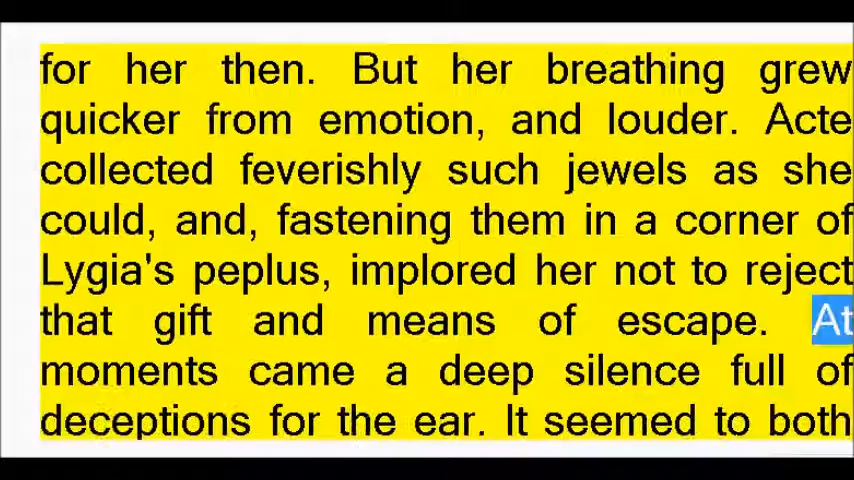 for her then. But her breathing grew
quicker from emotion, and louder. Acte
collected feverishly such jewels as she
could, and, fastening them in a corner of
Lygia's peplus, implored her not to reject
that gift and means of escape. At
moments came a deep silence full of
deceptions for the ear. It seemed to both